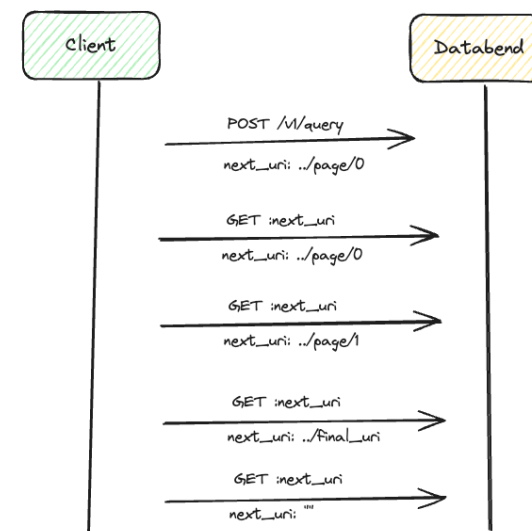 Client
Databend
POST /v1/query
next_uri: ../page/0
GET :next_uri
next_uri: ../page/0
GET :next_uri
next_uri: ../page/1
GET :next_uri
next_uri: ../final_uri
GET :next_uri
next_uri: ""